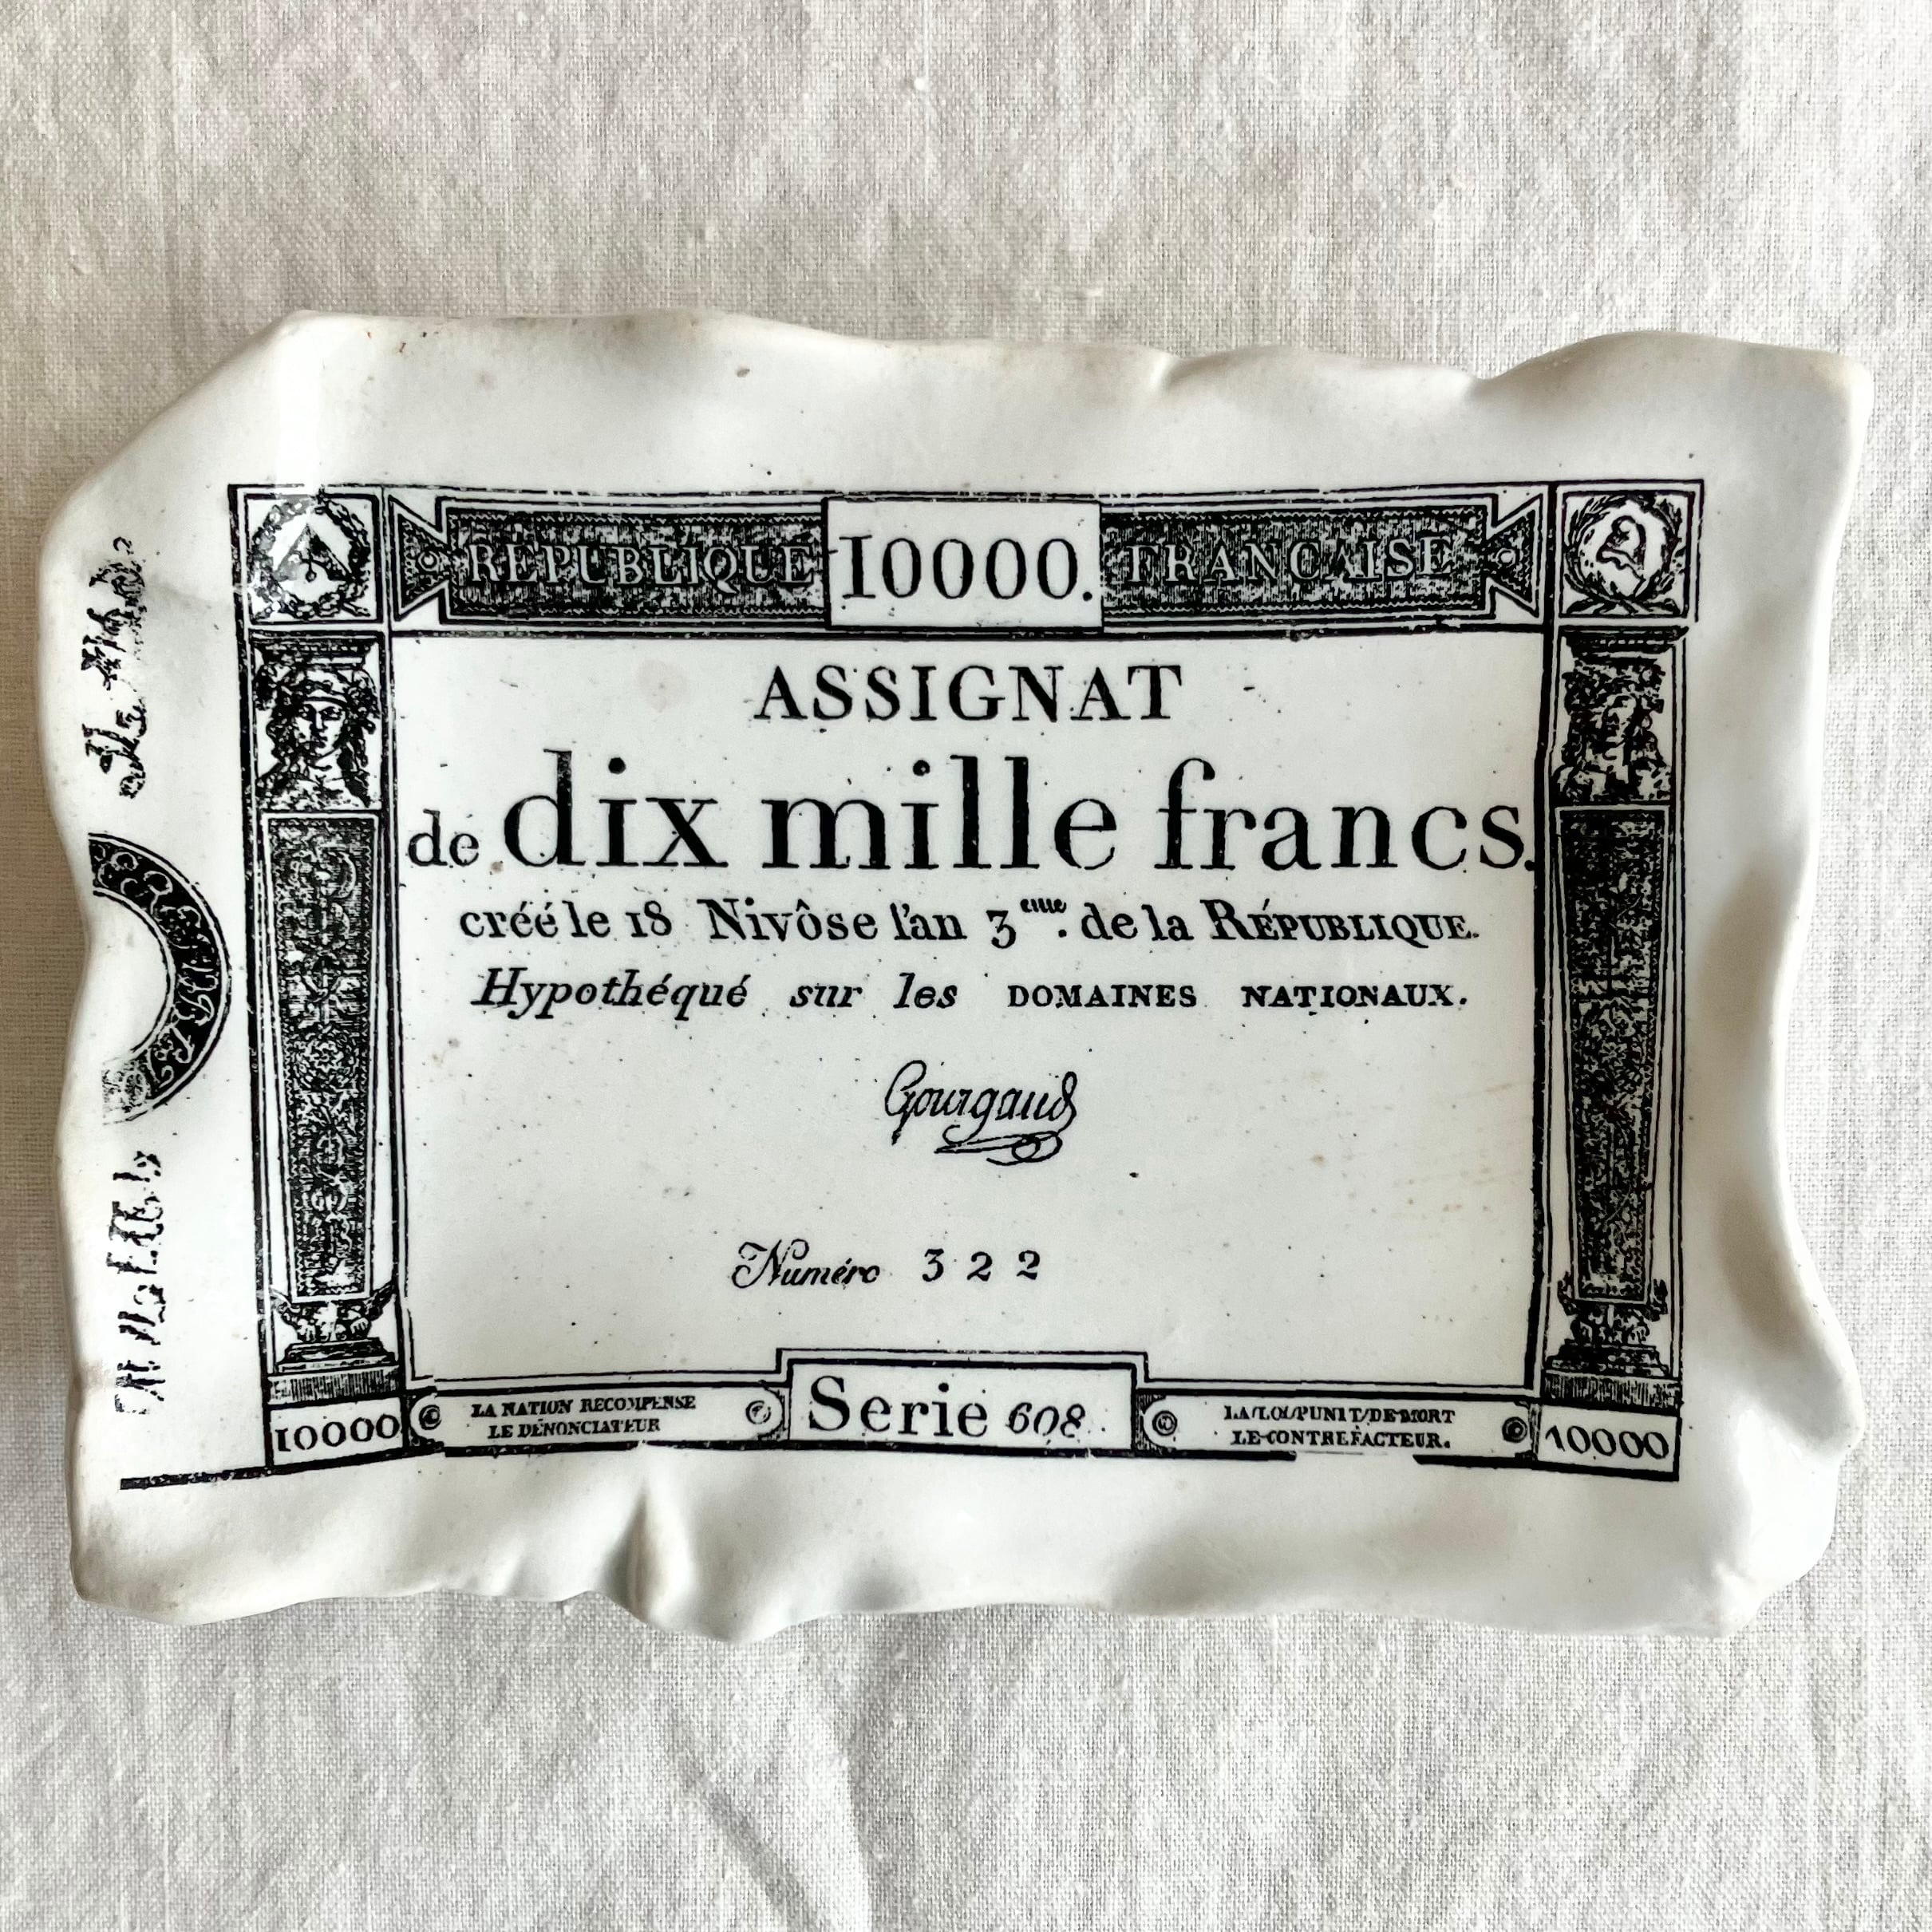 RÉPUBLIQUE 10000. FRANCAISE
ASSIGNAT
de dix mille francs.
créé le 18 Nivôse l'an 3eme. de la RÉPUBLIQUE.
Hypothéqué sur les DOMAINES NATIONAUX.
Gourgaud
Numéro 322
10000
LA NATION RECOMPENSE
LE DÉNONCIATEUR
Serie 608
LA LOI PUNIT DE MORT
LE CONTREFACTEUR.
10000